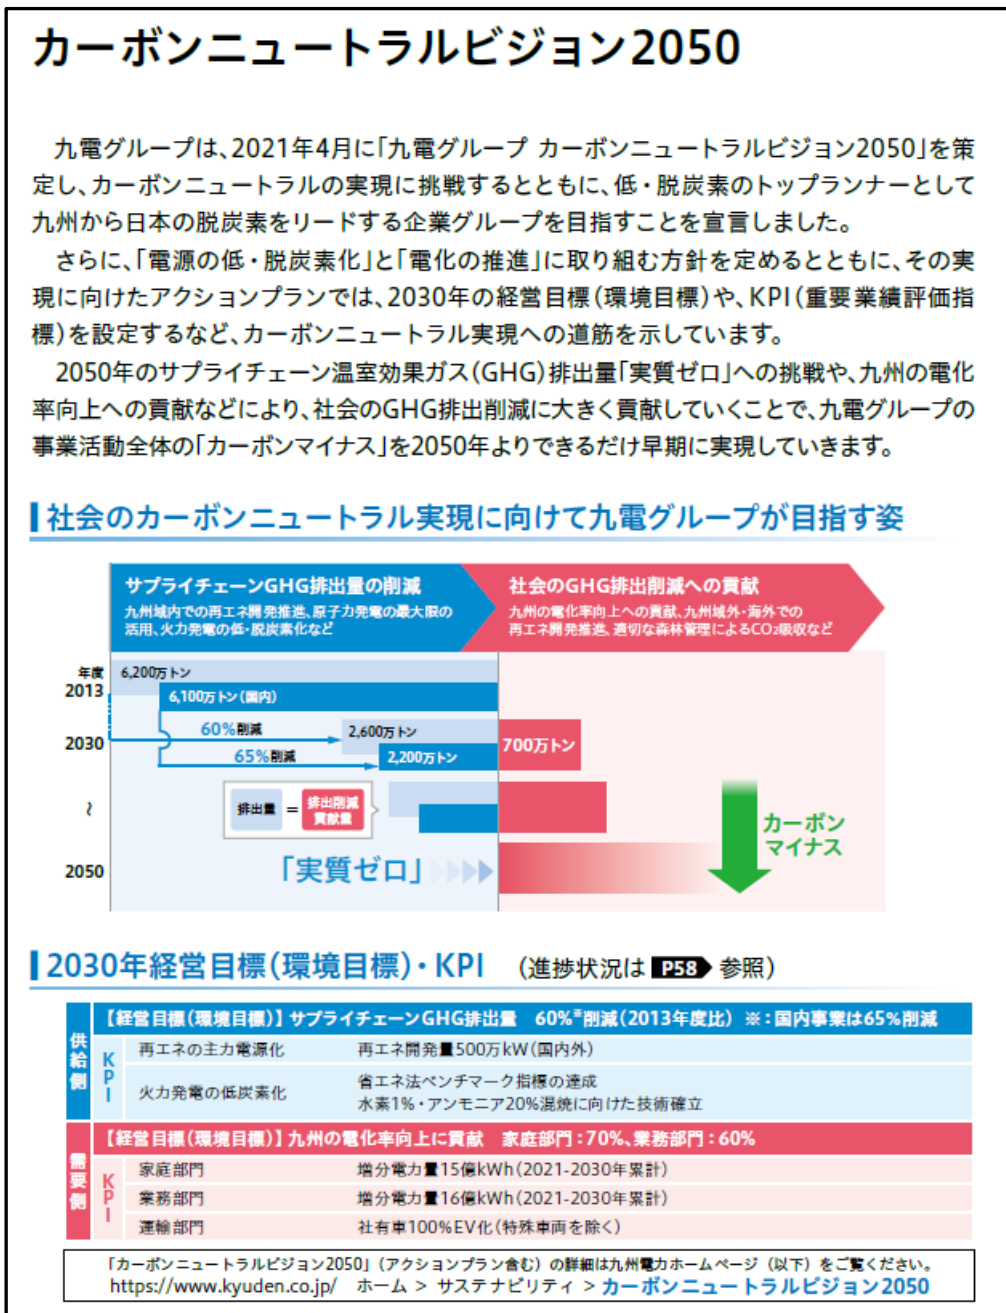 カーボンニュートラルビジョン2050
九電グループは、2021年4月に「九電グループ カーボンニュートラルビジョン2050」を策
定し、カーボンニュートラルの実現に挑戦するとともに、低・脱炭素のトップランナーとして
九州から日本の脱炭素をリードする企業グループを目指すことを宣言しました。
さらに、「電源の低・脱炭素化」と「電化の推進」に取り組む方針を定めるとともに、その実
現に向けたアクションプランでは、2030年の経営目標(環境目標)や、KPI(重要業績評価指
標)を設定するなど、カーボンニュートラル実現への道筋を示しています。
2050年のサプライチェーン温室効果ガス(GHG)排出量「実質ゼロ」への挑戦や、九州の電化
率向上への貢献などにより、社会のGHG排出削減に大きく貢献していくことで、九電グループの
事業活動全体の「カーボンマイナス」を2050年よりできるだけ早期に実現していきます。
社会のカーボンニュートラル実現に向けて九電グループが目指す姿
サプライチェーンGHG排出量の削減
九州域内での再エネ開発推進、原子力発電の最大限の
活用、火力発電の低・脱炭素化など
社会のGHG排出削減への貢献
九州の電化率向上への貢献、九州域外・海外での
再エネ開発推進、適切な森林管理によるCO₂吸収など
年度
2013
6,200万トン
6,100万トン(国内)
2030
60%削減
2,600万トン
65%削減
2,200万トン
700万トン
~
排出量 = 排出削減
貢献量
カーボン
マイナス
2050
「実質ゼロ」
2030年経営目標(環境目標)・KPI (進捗状況は P58 参照)
供給側
【経営目標(環境目標)】サプライチェーンGHG排出量 60%※削減(2013年度比) ※:国内事業は65%削減
KPI
再エネの主力電源化 再エネ開発量500万kW(国内外)
火力発電の低炭素化 省エネ法ベンチマーク指標の達成
水素1%・アンモニア20%混焼に向けた技術確立
需要側
【経営目標(環境目標)】九州の電化率向上に貢献 家庭部門:70%、業務部門:60%
KPI
家庭部門 増分電力量15億kWh(2021-2030年累計)
業務部門 増分電力量16億kWh(2021-2030年累計)
運輸部門 社有車100%EV化(特殊車両を除く)
「カーボンニュートラルビジョン2050」(アクションプラン含む)の詳細は九州電力ホームページ(以下)をご覧ください。
https://www.kyuden.co.jp/ ホーム > サステナビリティ > カーボンニュートラルビジョン2050